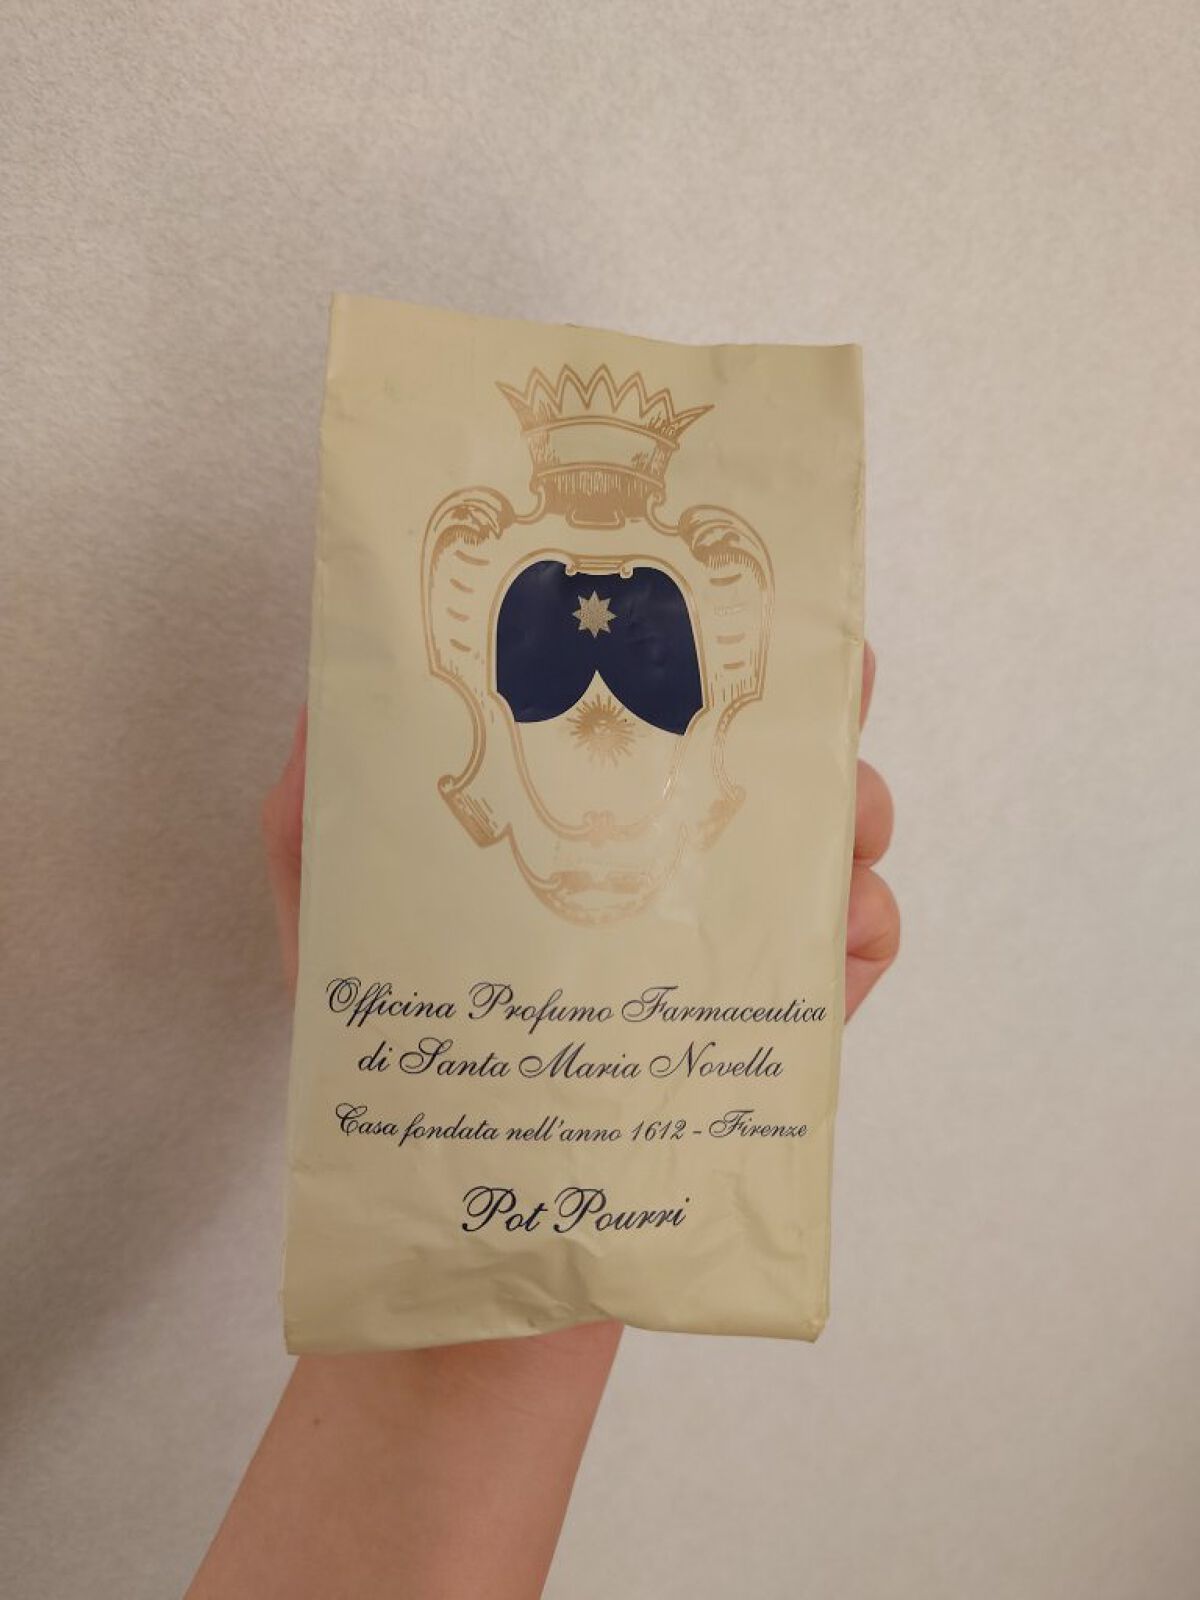 Officina Profumo Farmaceutica
di Santa Maria Novella
Casa fondata nell'anno 1612 - Firenze
Pot Pourri